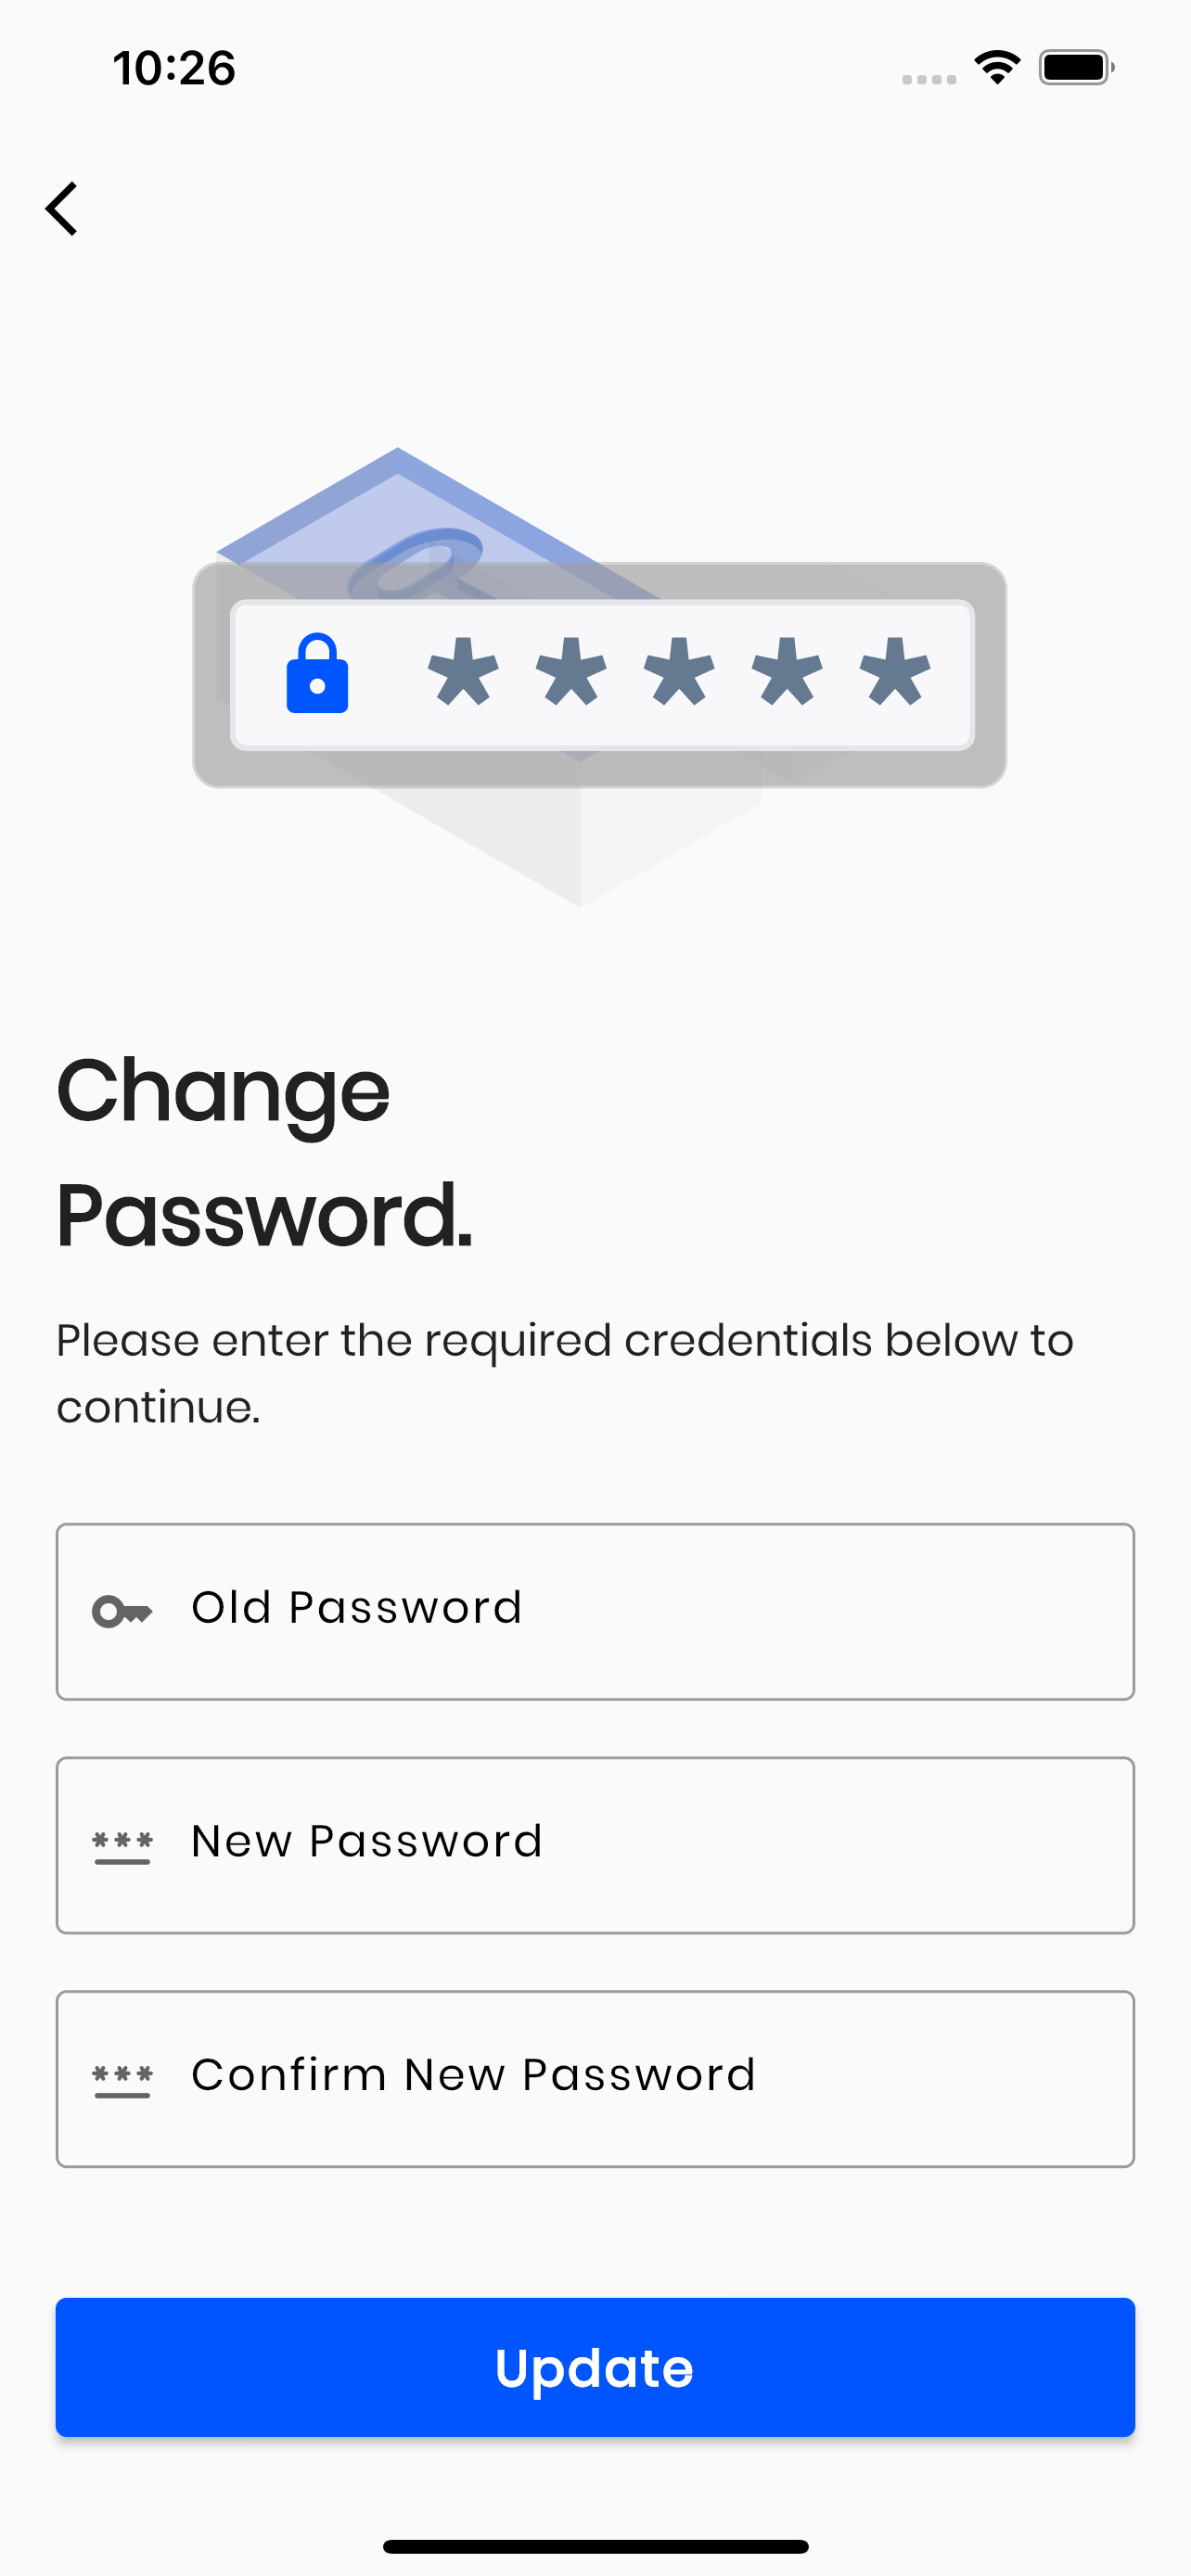 10:26
Change
Password.
Please enter the required credentials below to
continue.
Old Password
New Password
Confirm New Password
Update